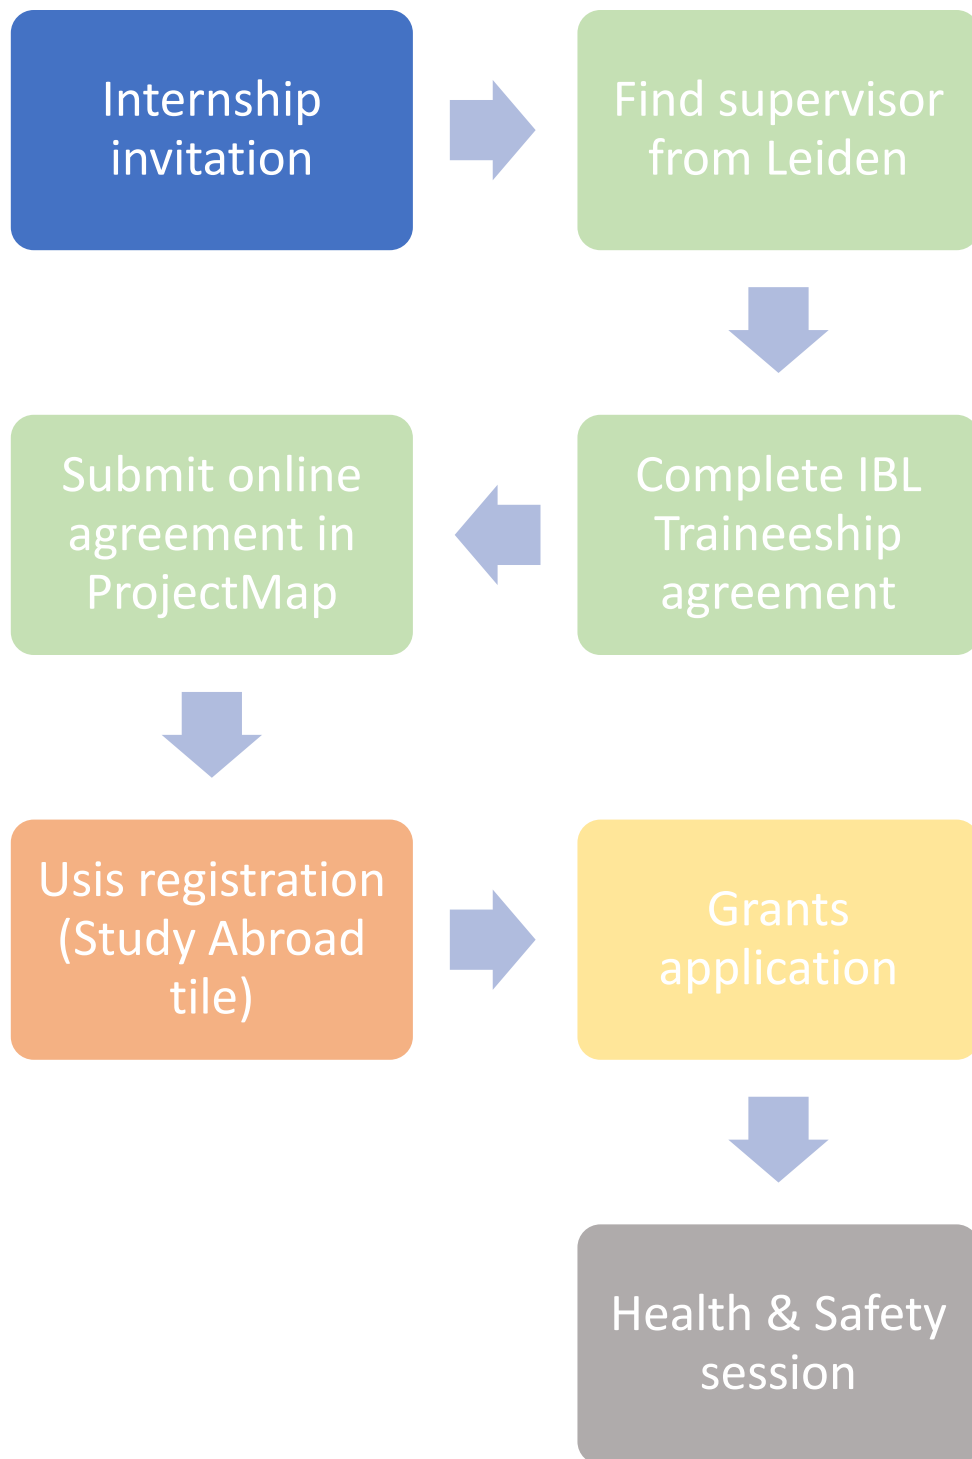 Internship
invitation
Find supervisor
from Leiden
Complete IBL
Traineeship
agreement
Submit online
agreement in
ProjectMap
Usis registration
(Study Abroad
tile)
Grants
application
Health & Safety
session